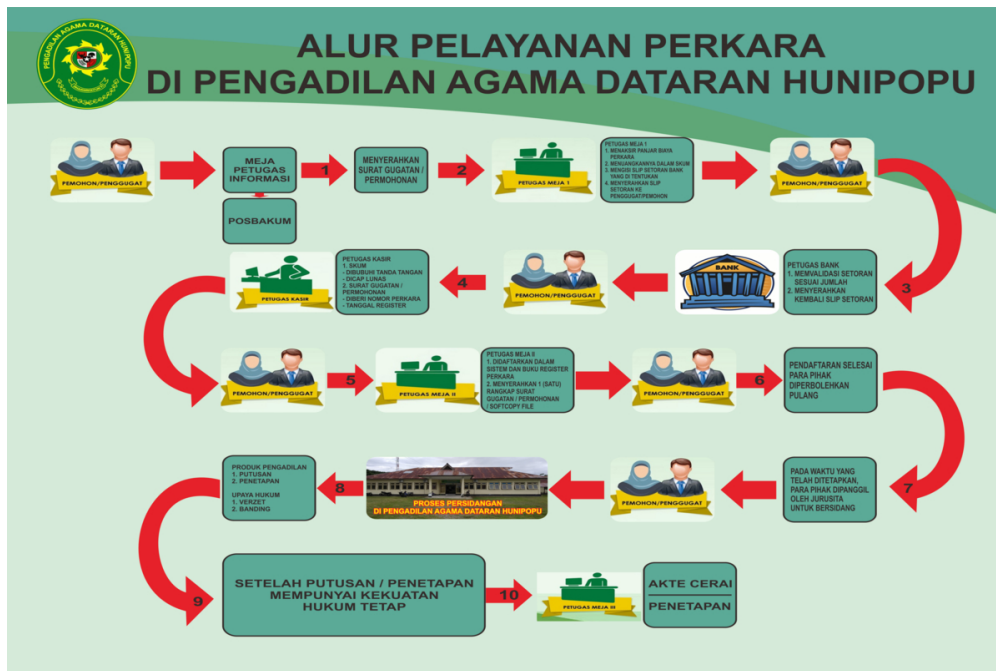 PENGADILAN AGAMA DATARAN HUNIPOPU
ALUR PELAYANAN PERKARA
DI PENGADILAN AGAMA DATARAN HUNIPOPU
PEMOHON/PENGGUGAT
MEJA
PETUGAS
INFORMASI
POSBAKUM
1
MENYERAHKAN
SURAT GUGATAN /
PERMOHONAN
2
PETUGAS MEJA I
PETUGAS MEJA 1
1. MENAKSIR PANJAR BIAYA
PERKARA
2. MENUANGKANNYA DALAM SKUM
3. MENGISI SLIP SETORAN BANK
YANG DI TENTUKAN
4. MENYERAHKAN SLIP
SETORAN KE
PENGGUGAT/PEMOHON
PEMOHON/PENGGUGAT
3
PETUGAS BANK
1. MEMVALIDASI SETORAN
SESUAI JUMLAH
2. MENYERAHKAN
KEMBALI SLIP SETORAN
BANK
PEMOHON/PENGGUGAT
4
PETUGAS KASIR
1. SKUM
- DIBUBUHI TANDA TANGAN
- DICAP LUNAS
2. SURAT GUGATAN /
PERMOHONAN
- DIBERI NOMOR PERKARA
- TANGGAL REGISTER
PETUGAS KASIR
PEMOHON/PENGGUGAT
5
PETUGAS MEJA II
PETUGAS MEJA II
1. DIDAFTARKAN DALAM
SISTEM DAN BUKU REGISTER
PERKARA
2. MENYERAHKAN 1 (SATU)
RANGKAP SURAT
GUGATAN / PERMOHONAN
/ SOFTCOPY FILE
PEMOHON/PENGGUGAT
6
PENDAFTARAN SELESAI
PARA PIHAK
DIPERBOLEHKAN
PULANG
7
PADA WAKTU YANG
TELAH DITETAPKAN,
PARA PIHAK DIPANGGIL
OLEH JURUSITA
UNTUK BERSIDANG
PEMOHON/PENGGUGAT
PROSES PERSIDANGAN
DI PENGADILAN AGAMA DATARAN HUNIPOPU
8
PRODUK PENGADILAN
1. PUTUSAN
2. PENETAPAN
UPAYA HUKUM
1. VERZET
2. BANDING
9
SETELAH PUTUSAN / PENETAPAN
MEMPUNYAI KEKUATAN
HUKUM TETAP
10
PETUGAS MEJA III
AKTE CERAI
PENETAPAN